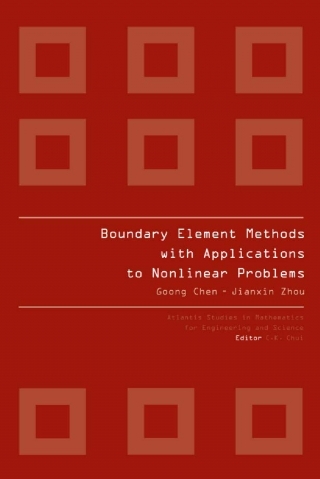 Boundary Element Methods
with Applications
to Nonlinear Problems
Goong Chen - Jianxin Zhou
Atlantis Studies in Mathematics
for Engineering and Science
Editor C.K. Chui